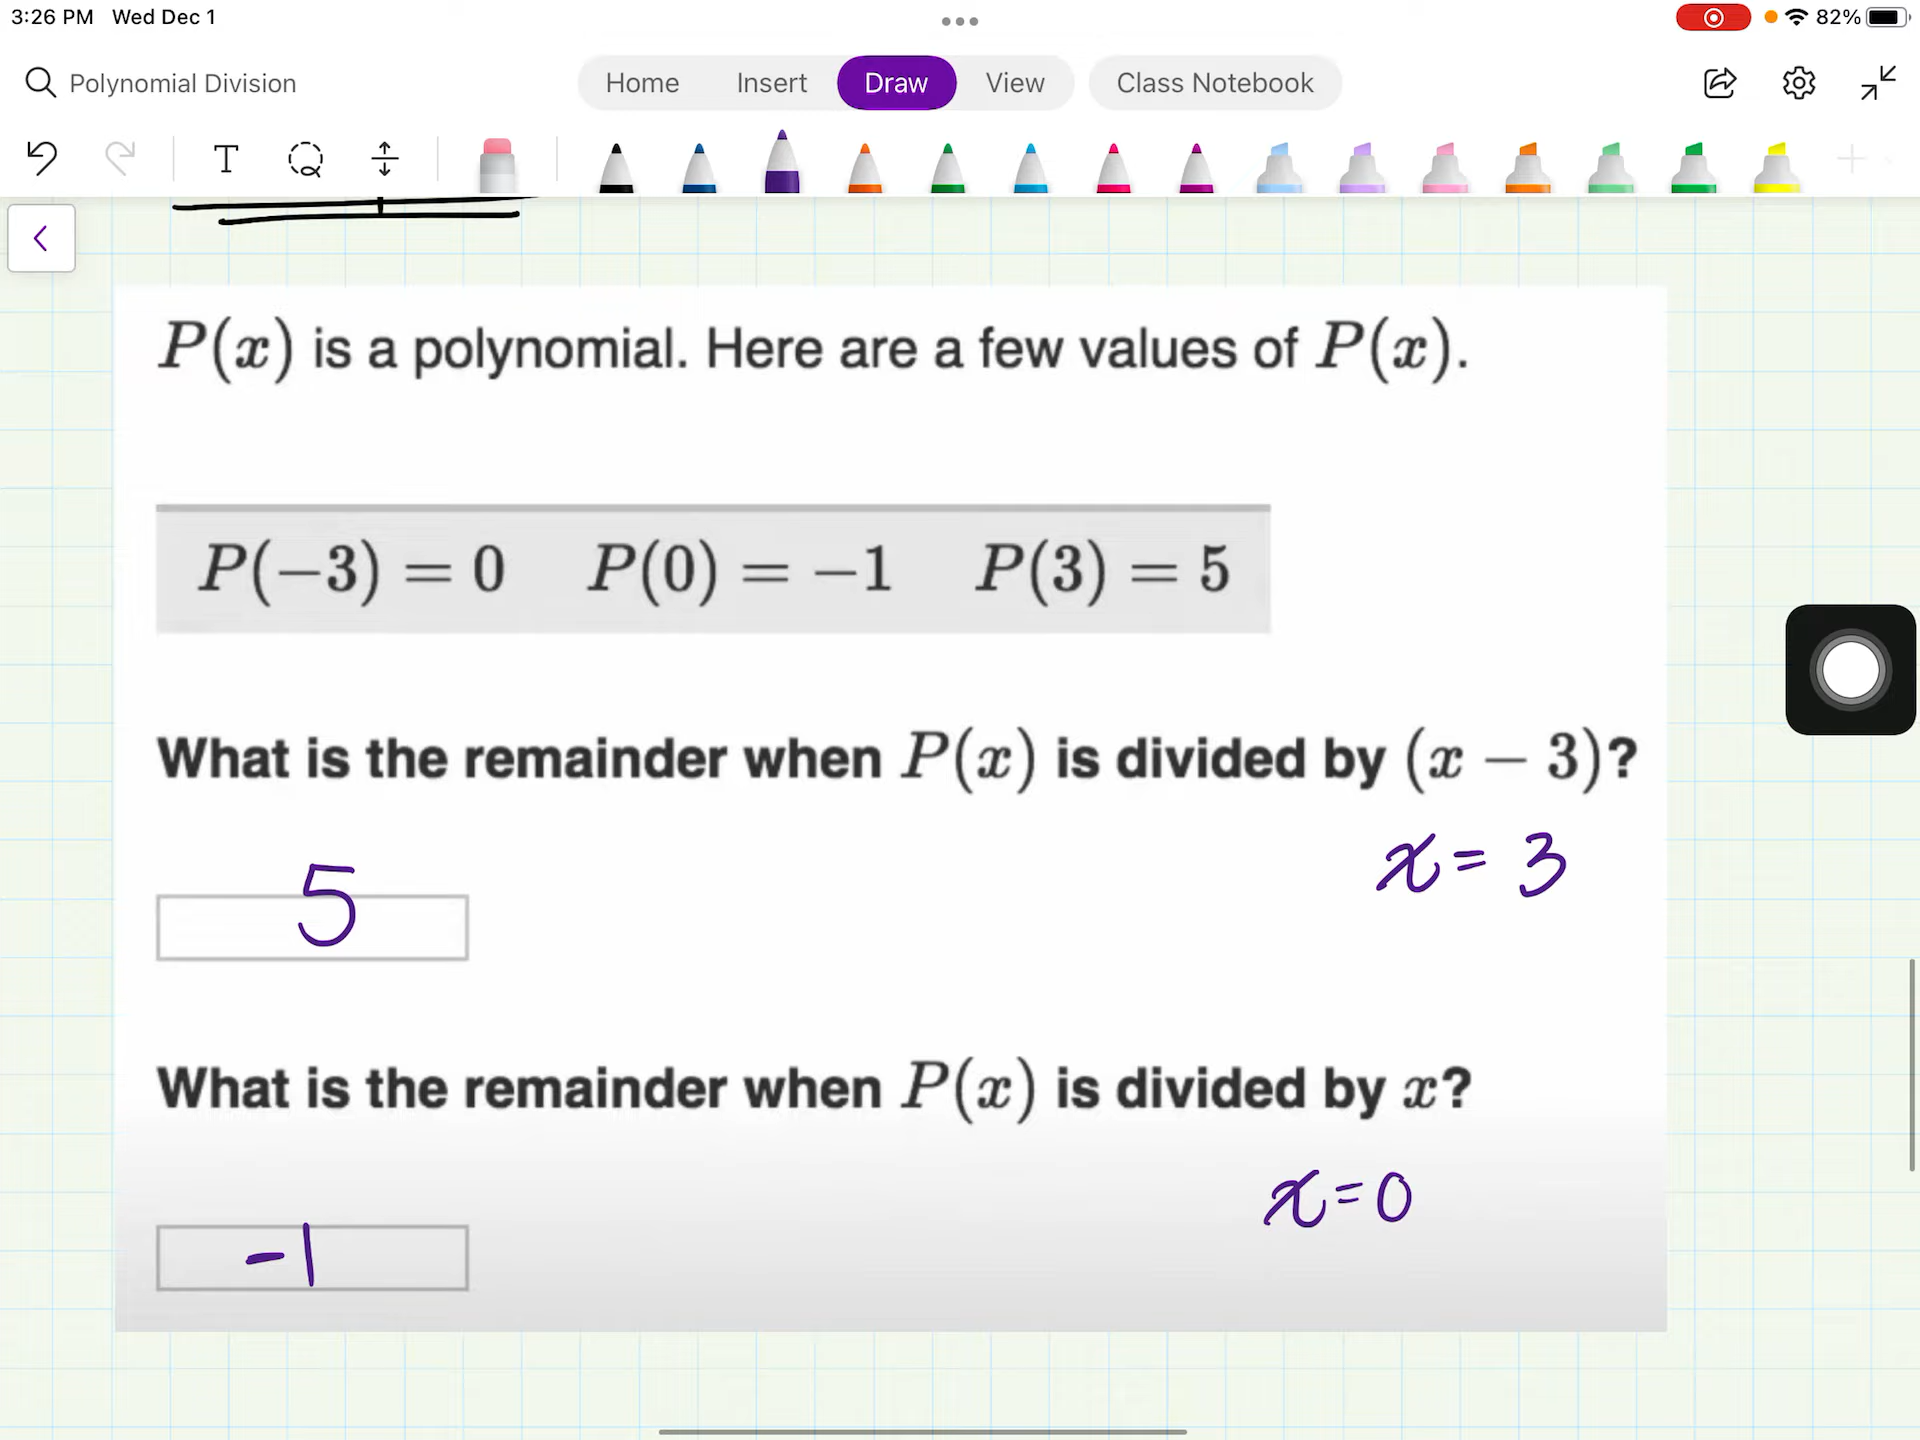 3:26 PM Wed Dec 1
82%
Polynomial Division
Home Insert Draw View Class Notebook
T
P(x) is a polynomial. Here are a few values of P(x).
P(−3) = 0 P(0) = −1 P(3) = 5
What is the remainder when P(x) is divided by (x − 3)?
x = 3
5
What is the remainder when P(x) is divided by x?
x = 0
-1